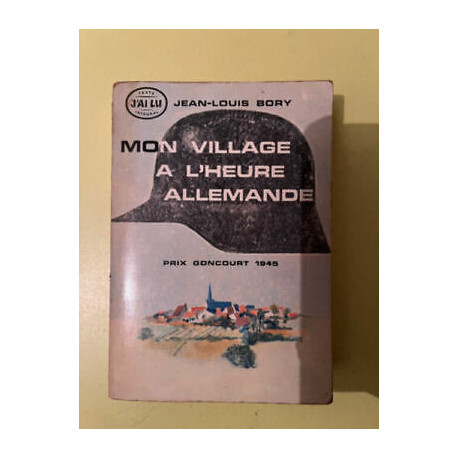 TEXTE
J'AI LU
INTÉGRAL
JEAN-LOUIS BORY
MON VILLAGE
A L'HEURE
ALLEMANDE
PRIX GONCOURT 1945